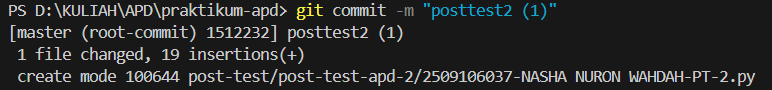 PS D:\KULIAH\APD\praktikum-apd> git commit -m "posttest2 (1)"
[master (root-commit) 1512232] posttest2 (1)
 1 file changed, 19 insertions(+)
 create mode 100644 post-test/post-test-apd-2/2509106037-NASHA NURON WAHDAH-PT-2.py